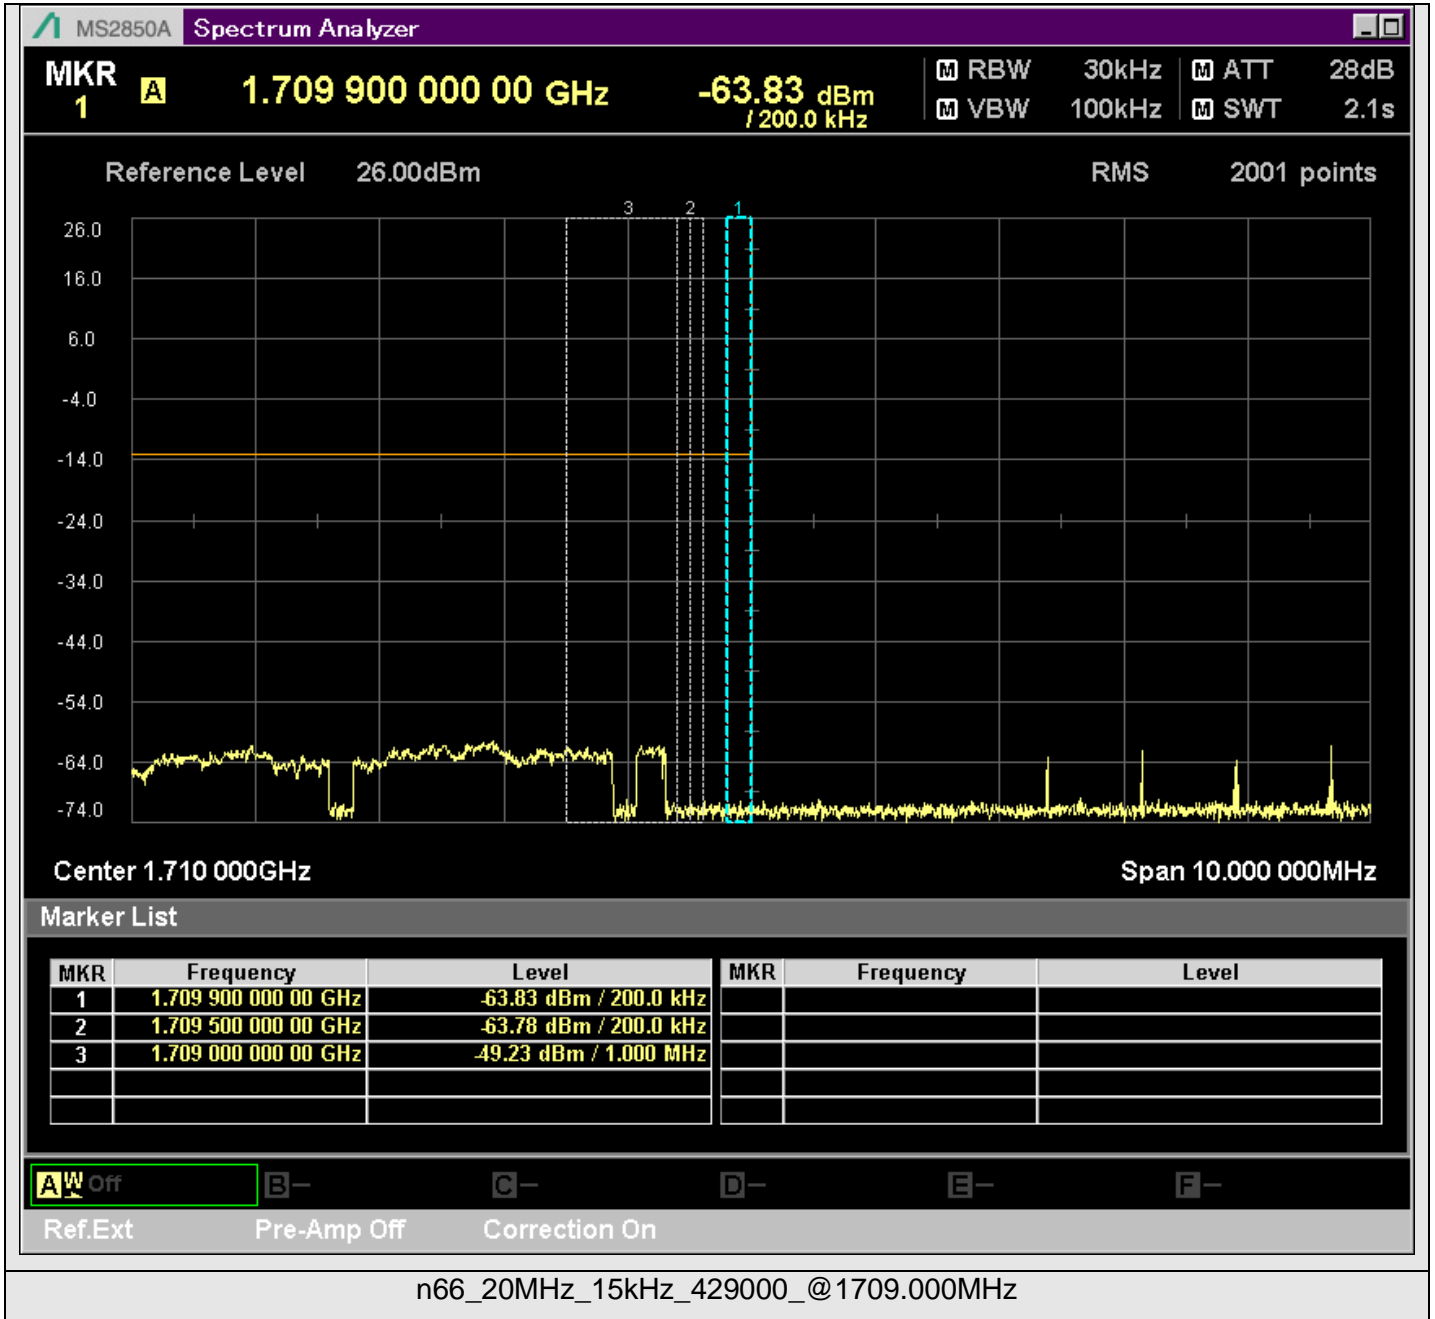 MS2850A Spectrum Analyzer
MKR 1 A 1.709 900 000 00 GHz -63.83 dBm / 200.0 kHz
M RBW 30kHz M ATT 28dB
M VBW 100kHz M SWT 2.1s
Reference Level 26.00dBm RMS 2001 points
3 2 1
26.0
16.0
6.0
-4.0
-14.0
-24.0
-34.0
-44.0
-54.0
-64.0
-74.0
Center 1.710 000GHz Span 10.000 000MHz
Marker List
MKR Frequency Level MKR Frequency Level
1 1.709 900 000 00 GHz -63.83 dBm / 200.0 kHz
2 1.709 500 000 00 GHz -63.78 dBm / 200.0 kHz
3 1.709 000 000 00 GHz -49.23 dBm / 1.000 MHz
A W Off B – C – D – E – F –
Ref.Ext Pre-Amp Off Correction On
n66_20MHz_15kHz_429000_@1709.000MHz